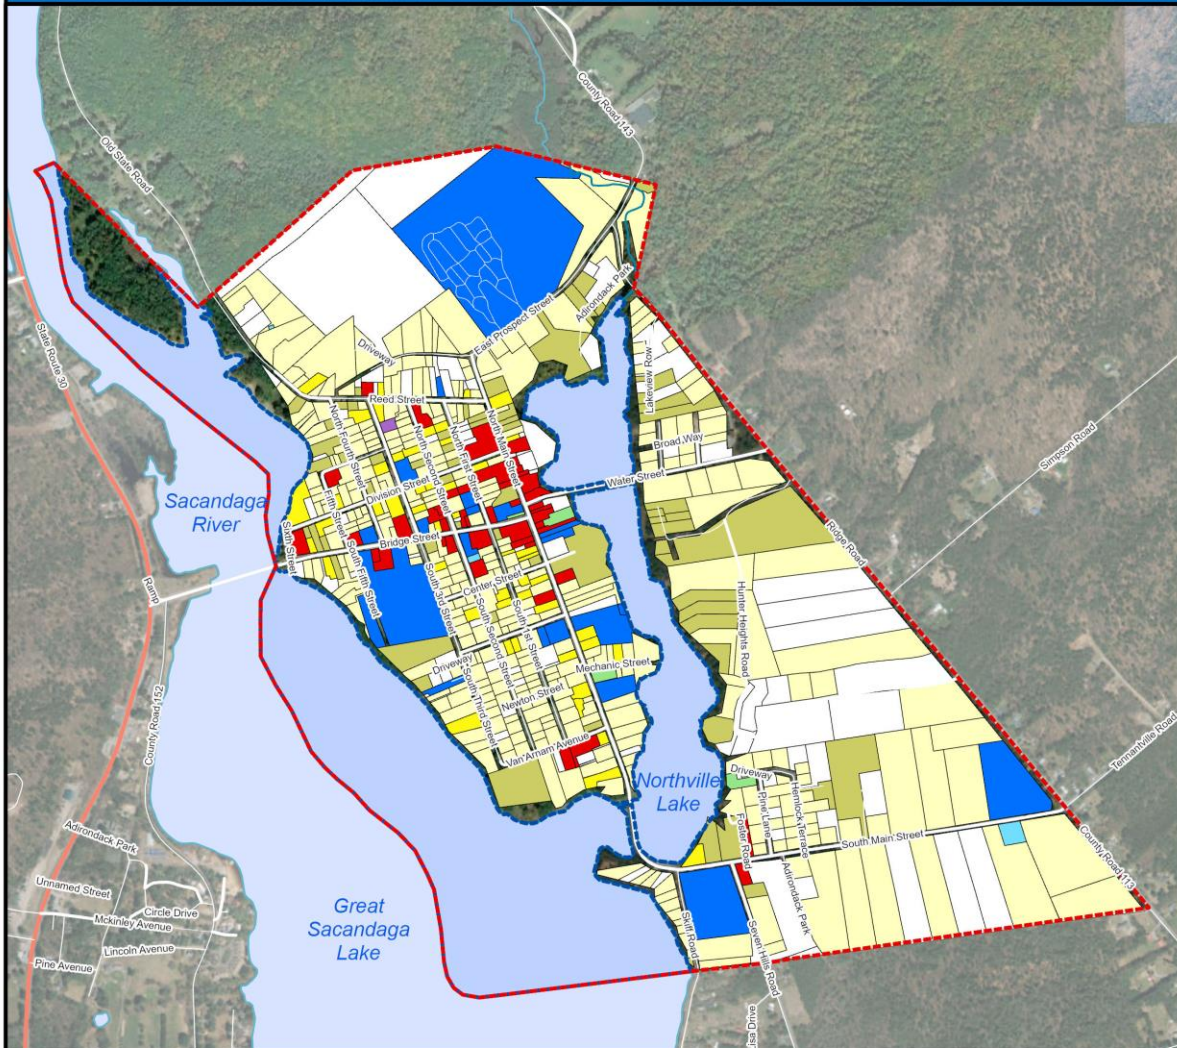 County Road 143
Old State Road
State Route 30
Adirondack Park
East Prospect Street
Driveway
Lakeview Row
Reed Street
North Fourth Street
North Second Street
North First Street
North Main Street
Broad Way
Water Street
Simpson Road
Sacandaga
River
Division Street
Fifth Street
Sixth Street
Bridge Street
South Fifth Street
South 3rd Street
Center Street
Ridge Road
Ramp
Hunter Heights Road
South Second Street
South 1st Street
Driveway
Mechanic Street
South Third Street
Newton Street
County Road 152
Van Arnam Avenue
Tennantville Road
Northville
Lake
Driveway
Pine Lane
Hemlock Terrace
Foster Road
South Main Street
County Road 113
Adirondack Park
Adirondack Park
Unnamed Street
Circle Drive
McKinley Avenue
Lincoln Avenue
Pine Avenue
Great
Sacandaga
Lake
Skiff Road
Seven Hills Road
Lisa Drive